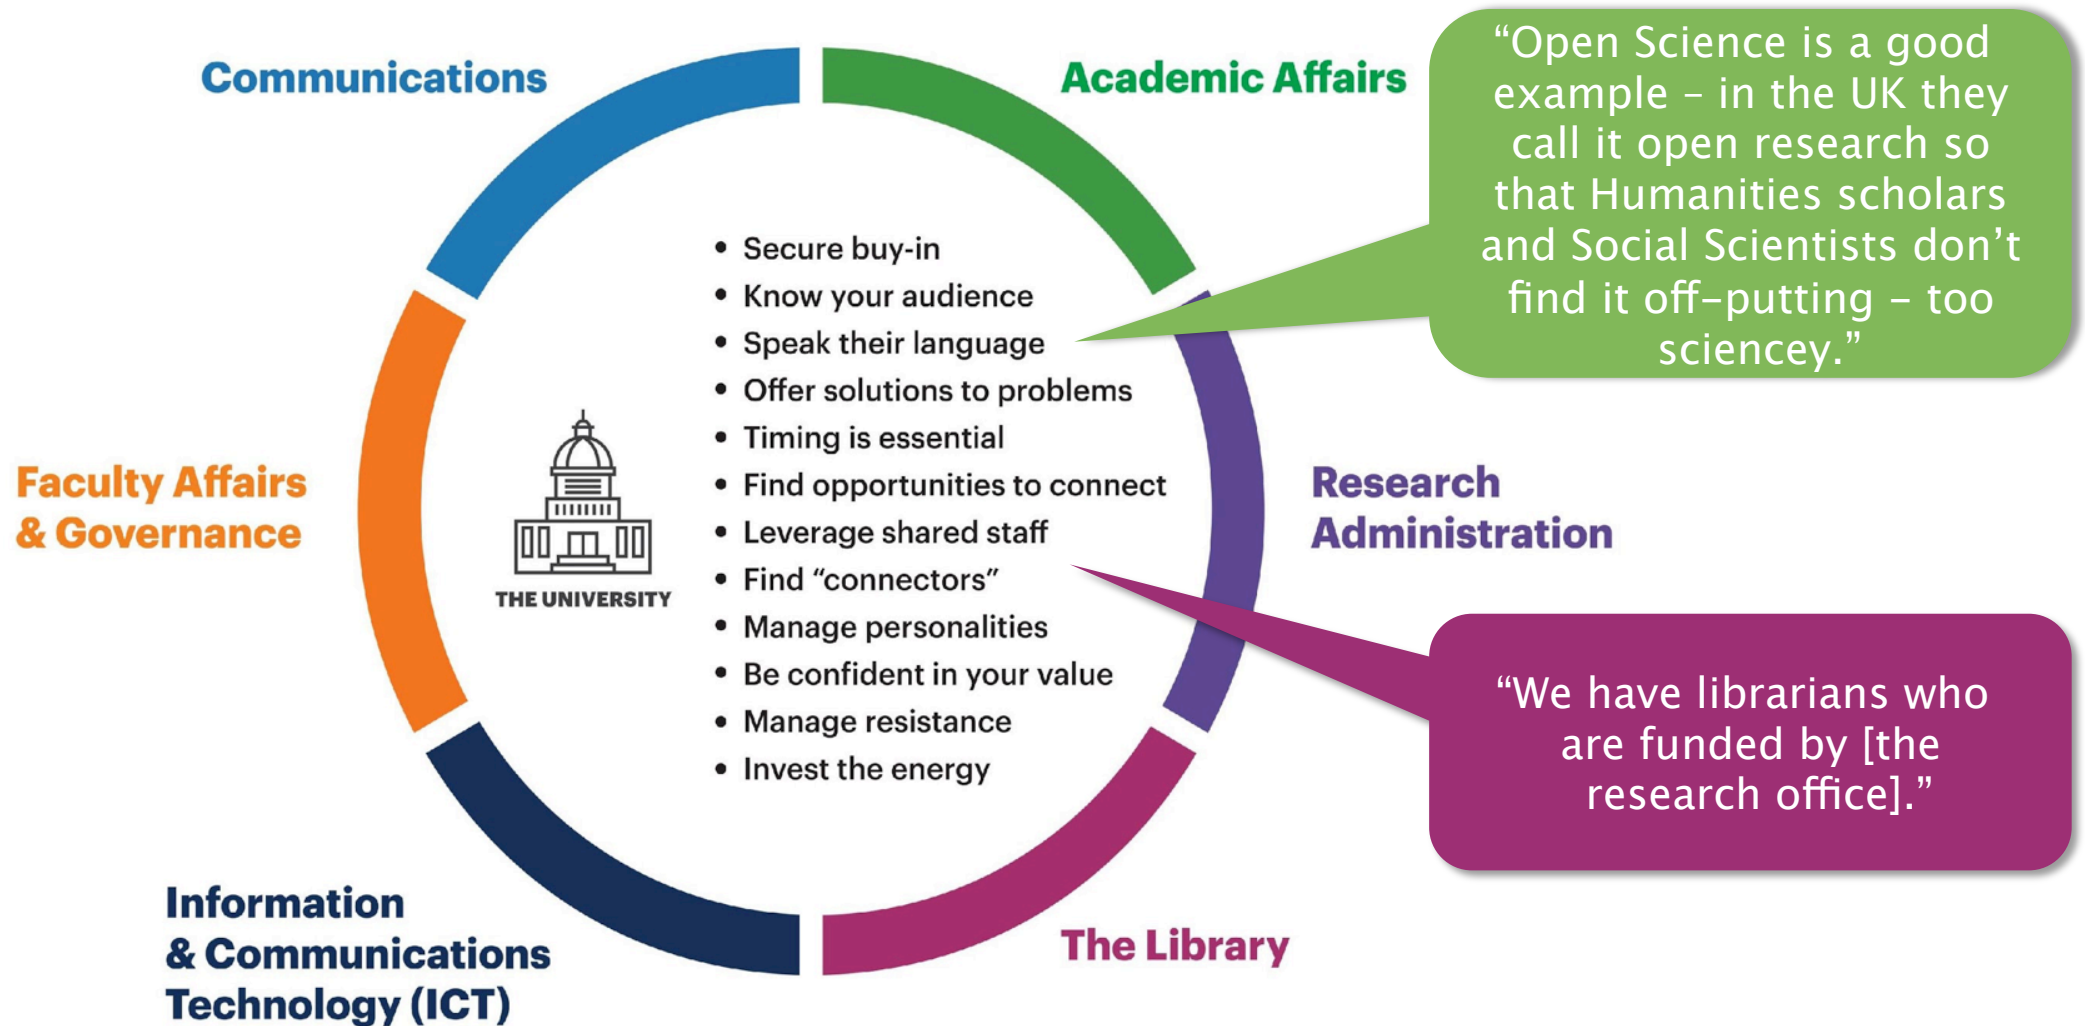 Communications
Academic Affairs
“Open Science is a good
example – in the UK they
call it open research so
that Humanities scholars
and Social Scientists don’t
find it off-putting – too
sciencey.”
• Secure buy-in
• Know your audience
• Speak their language
• Offer solutions to problems
• Timing is essential
• Find opportunities to connect
• Leverage shared staff
• Find “connectors”
• Manage personalities
• Be confident in your value
• Manage resistance
• Invest the energy
THE UNIVERSITY
Faculty Affairs
& Governance
Research
Administration
“We have librarians who
are funded by [the
research office].”
Information
& Communications
Technology (ICT)
The Library